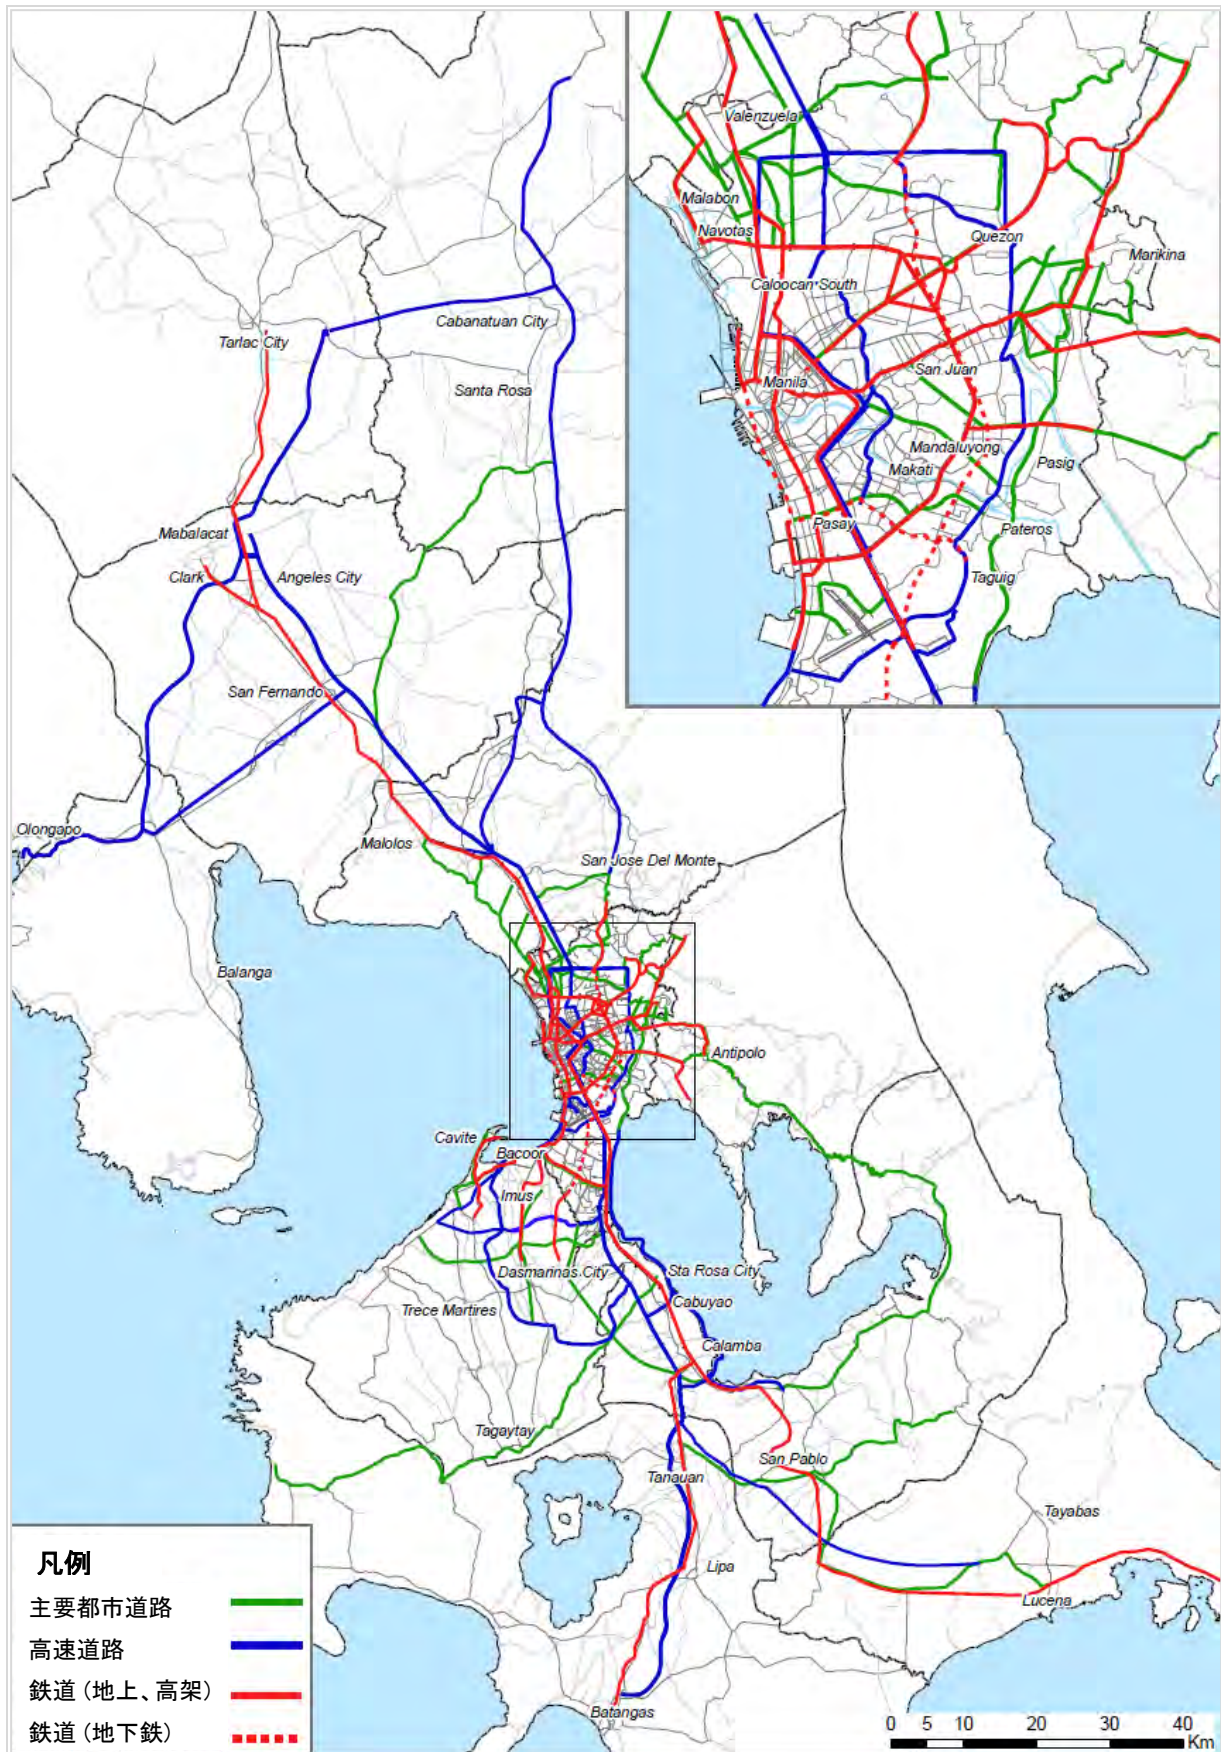 Valenzuela
Malabon
Navotas
Quezon
Marikina
Caloocan South
San Juan
Manila
Mandaluyong
Makati
Pasig
Pasay
Pateros
Taguig
Cabanatuan City
Tarlac City
Santa Rosa
Mabalacat
Clark
Angeles City
San Fernando
Olongapo
Malolos
San Jose Del Monte
Balanga
Antipolo
Cavite
Bacoor
Imus
Dasmarinas City
Sta Rosa City
Trece Martires
Cabuyao
Calamba
Tagaytay
San Pablo
Tanauan
Tayabas
Lipa
Lucena
Batangas
凡例
主要都市道路
高速道路
鉄道 (地上、高架)
鉄道 (地下鉄)
0 5 10 20 30 40
Km